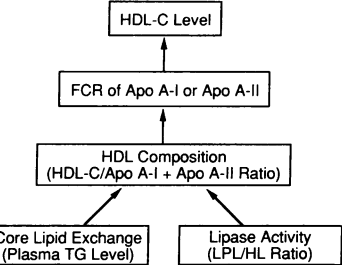 HDL-C Level
FCR of Apo A-I or Apo A-II
HDL Composition
(HDL-C/Apo A-I + Apo A-II Ratio)
Core Lipid Exchange
(Plasma TG Level)
Lipase Activity
(LPL/HL Ratio)